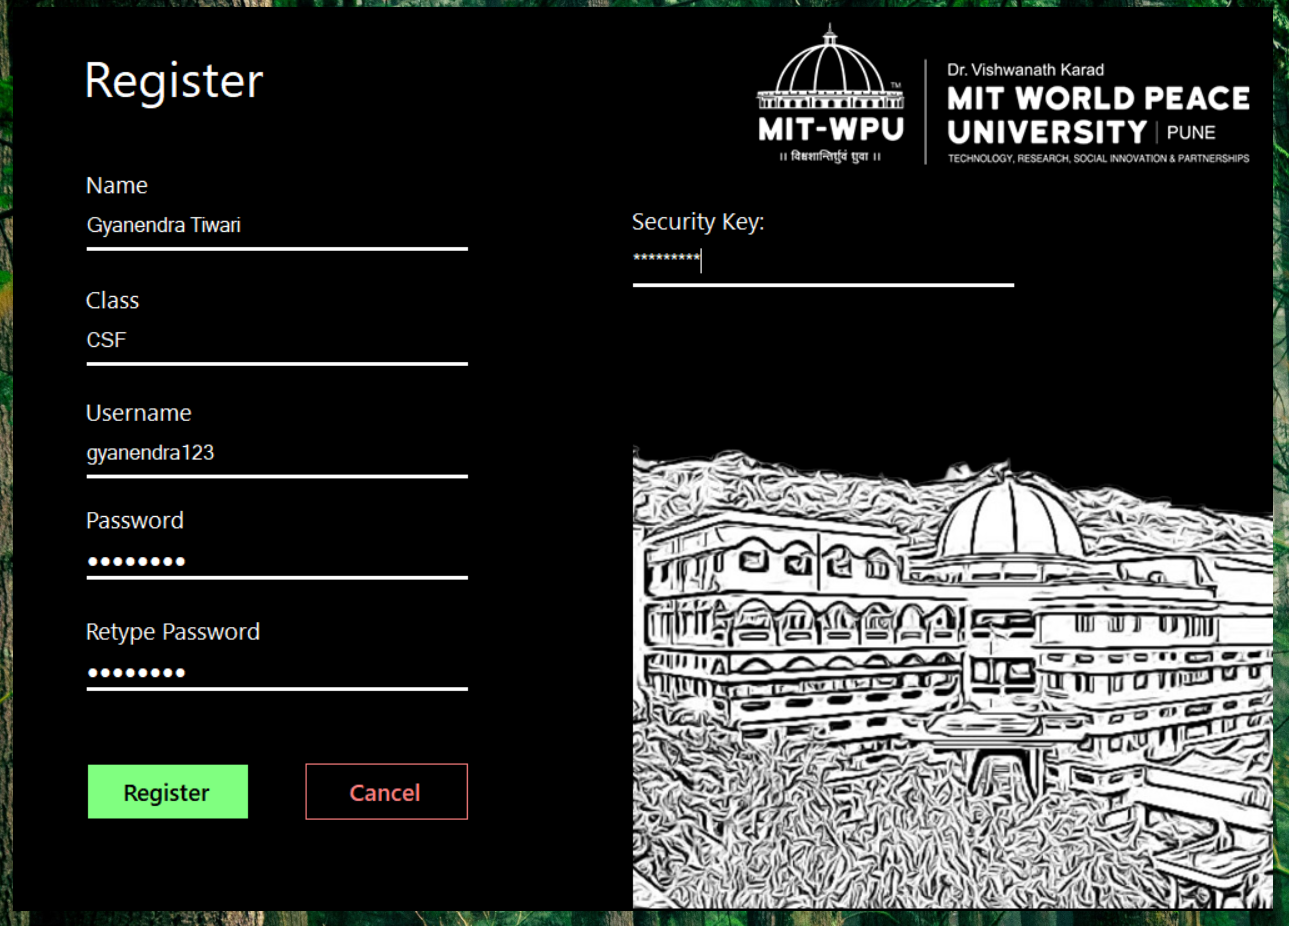 Register
Name
Gyanendra Tiwari
Class
CSF
Username
gyanendra123
Password
●●●●●●●●
Retype Password
●●●●●●●●
Register
Cancel
TM
MIT-WPU
।। विश्वशान्तिर्ध्रुवं ध्रुवा ।।
Dr. Vishwanath Karad
MIT WORLD PEACE
UNIVERSITY | PUNE
TECHNOLOGY, RESEARCH, SOCIAL INNOVATION & PARTNERSHIPS
Security Key:
*********